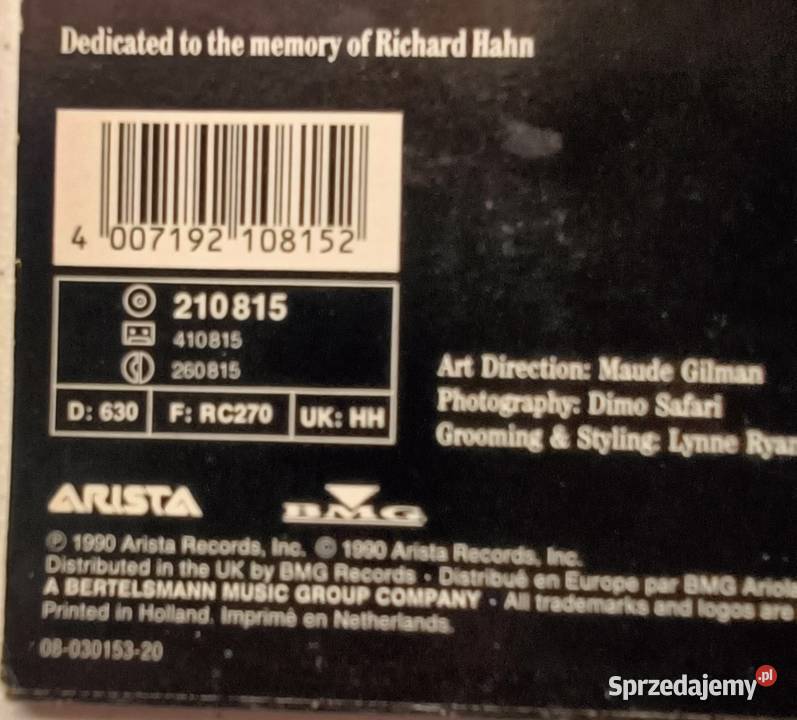 Dedicated to the memory of Richard Hahn
4 007192 108152
210815
410815
260815
D: 630 F: RC270 UK: HH
Art Direction: Maude Gilman
Photography: Dimo Safari
Grooming & Styling: Lynne Ryan
ARISTA BMG
℗ 1990 Arista Records, Inc. © 1990 Arista Records, Inc.
Distributed in the UK by BMG Records • Distribué en Europe par BMG Ariola
A BERTELSMANN MUSIC GROUP COMPANY • All trademarks and logos are
Printed in Holland. Imprimé en Netherlands.
08-030153-20
Sprzedajemy.pl